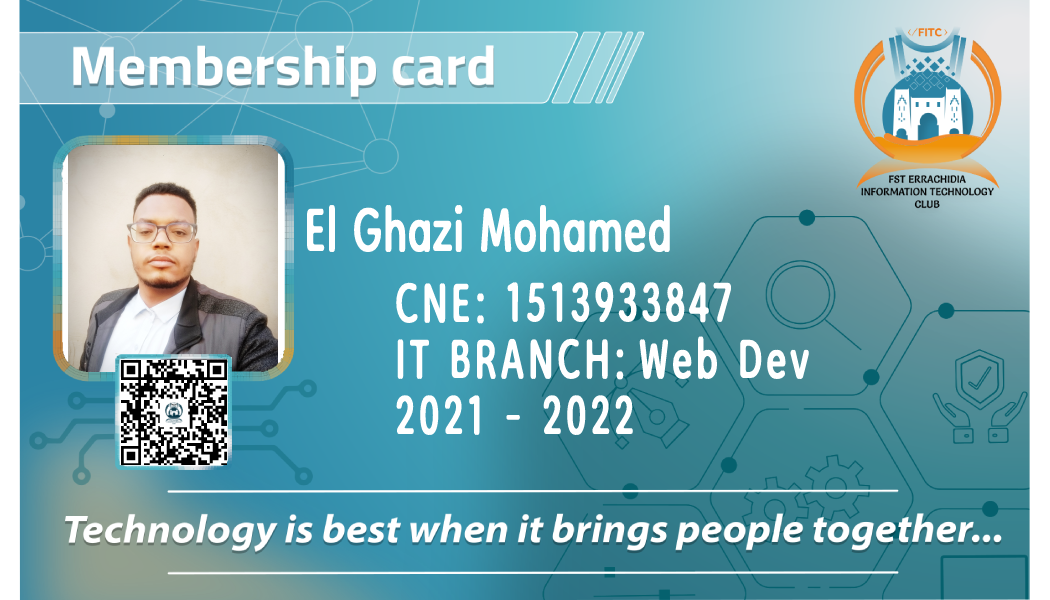 Membership card
</FITC>
FST ERRACHIDIA
INFORMATION TECHNOLOGY
CLUB
El Ghazi Mohamed
CNE: 1513933847
IT BRANCH: Web Dev
2021 - 2022
Technology is best when it brings people together...